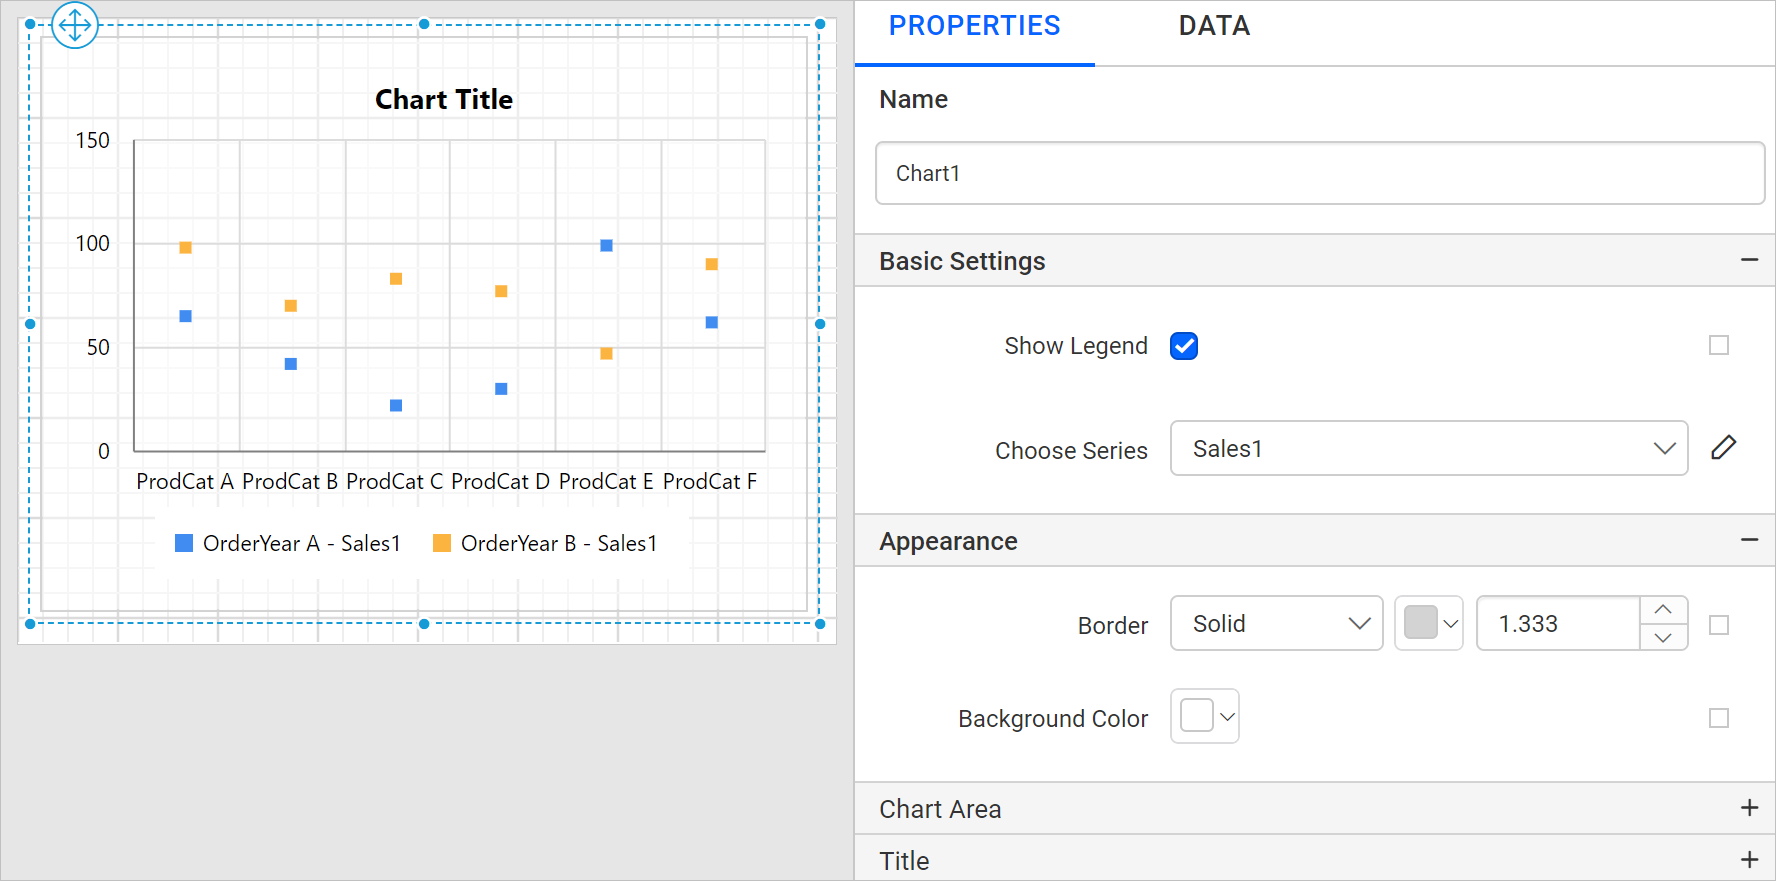 Chart Title
150
100
50
0
ProdCat A ProdCat B ProdCat C ProdCat D ProdCat E ProdCat F
OrderYear A - Sales1 OrderYear B - Sales1
PROPERTIES DATA
Name
Chart1
Basic Settings
Show Legend
Choose Series Sales1
Appearance
Border Solid 1.333
Background Color
Chart Area
Title